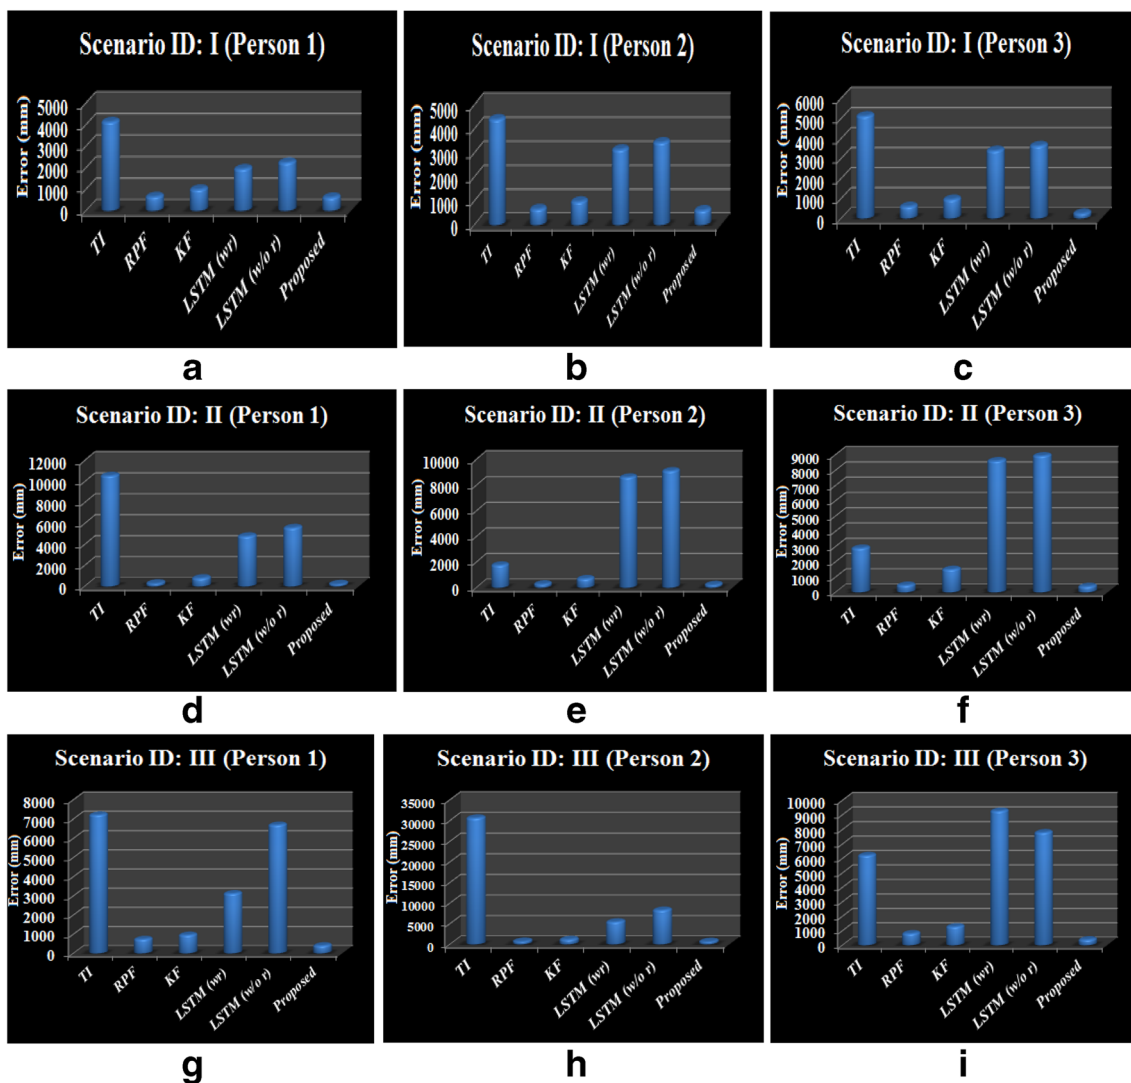 Scenario ID: I (Person 1)
Error (mm)
5000
4000
3000
2000
1000
0
TI
RPF
KF
LSTM (wr)
LSTM (w/o r)
Proposed
a
Scenario ID: I (Person 2)
Error (mm)
5000
4000
3000
2000
1000
0
TI
RPF
KF
LSTM (wr)
LSTM (w/o r)
Proposed
b
Scenario ID: I (Person 3)
Error (mm)
6000
5000
4000
3000
2000
1000
0
TI
RPF
KF
LSTM (wr)
LSTM (w/o r)
Proposed
c
Scenario ID: II (Person 1)
Error (mm)
12000
10000
8000
6000
4000
2000
0
TI
RPF
KF
LSTM (wr)
LSTM (w/o r)
Proposed
d
Scenario ID: II (Person 2)
Error (mm)
10000
8000
6000
4000
2000
0
TI
RPF
KF
LSTM (wr)
LSTM (w/o r)
Proposed
e
Scenario ID: II (Person 3)
Error (mm)
9000
8000
7000
6000
5000
4000
3000
2000
1000
0
TI
RPF
KF
LSTM (wr)
LSTM (w/o r)
Proposed
f
Scenario ID: III (Person 1)
Error (mm)
8000
7000
6000
5000
4000
3000
2000
1000
0
TI
RPF
KF
LSTM (wr)
LSTM (w/o r)
Proposed
g
Scenario ID: III (Person 2)
Error (mm)
35000
30000
25000
20000
15000
10000
5000
0
TI
RPF
KF
LSTM (wr)
LSTM (w/o r)
Proposed
h
Scenario ID: III (Person 3)
Error (mm)
10000
9000
8000
7000
6000
5000
4000
3000
2000
1000
0
TI
RPF
KF
LSTM (wr)
LSTM (w/o r)
Proposed
i